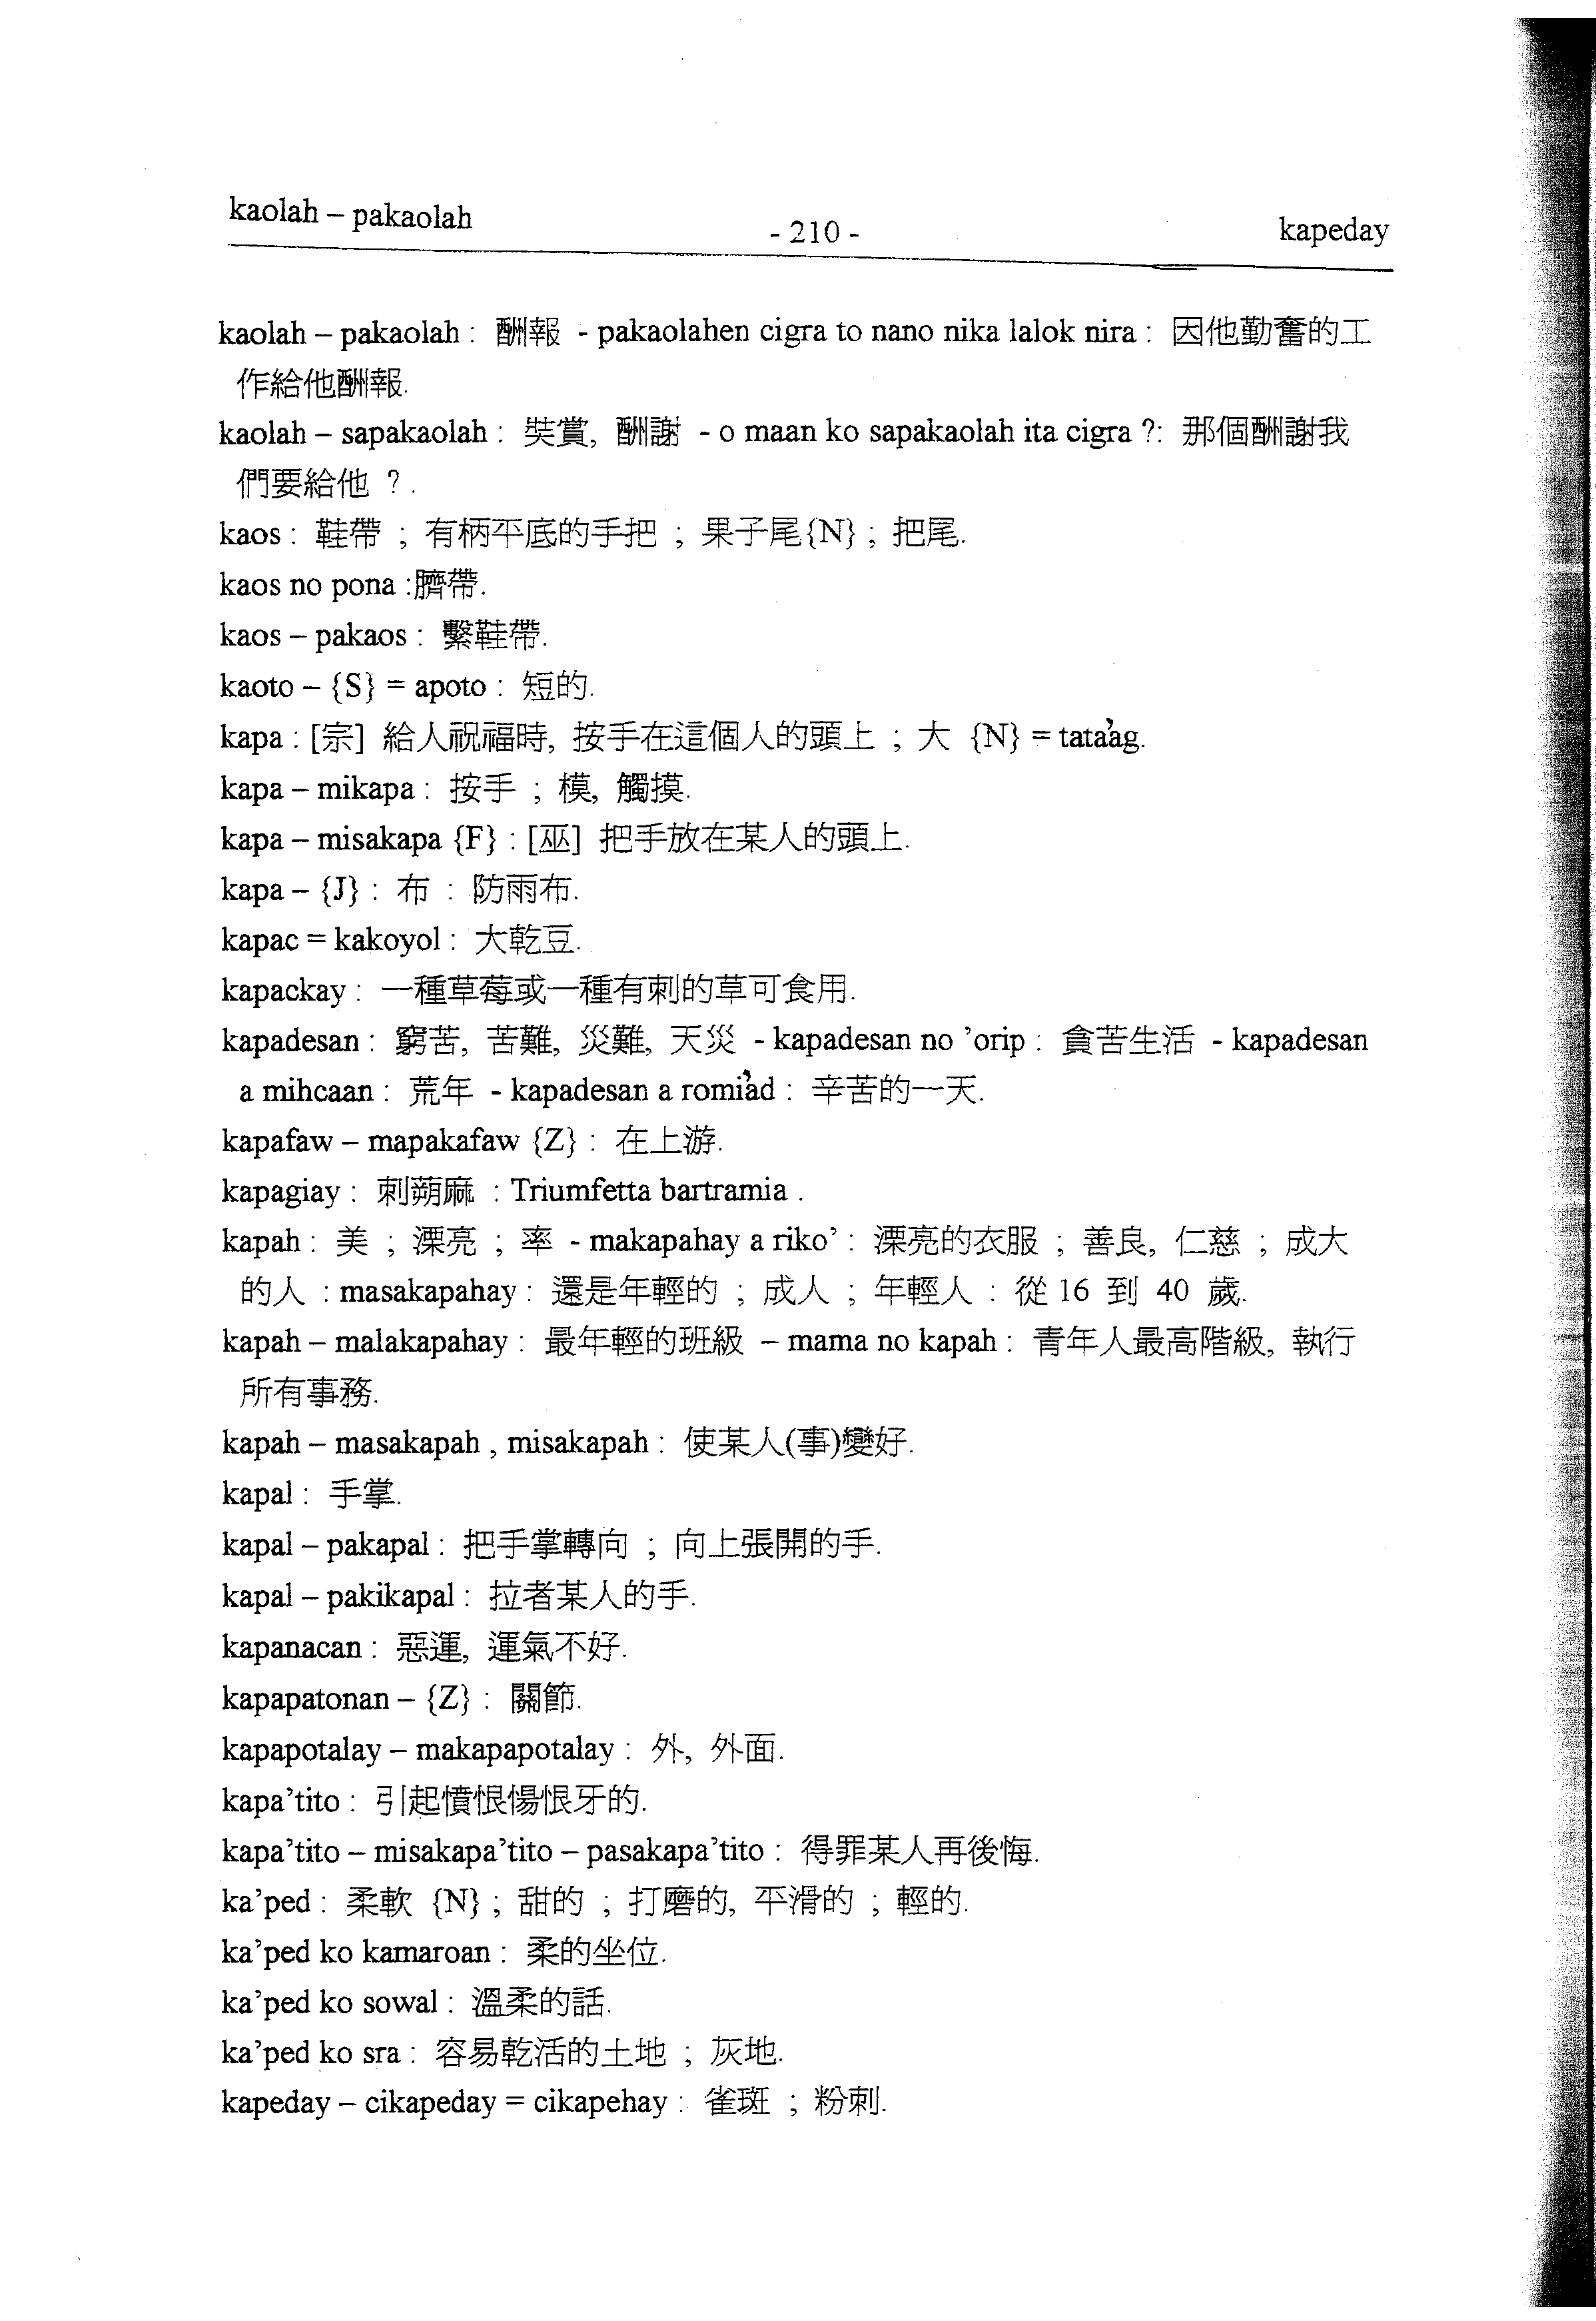 kaolah – pakaolah
- 210 -
kapeday
kaolah – pakaolah : 酬報 - pakaolahen cigra to nano nika lalok nira : 因他勤奮的工
作給他酬報.
kaolah – sapakaolah : 奘賞, 酬謝 - o maan ko sapakaolah ita cigra ?: 那個酬謝我
們要給他 ? .
kaos : 鞋帶 ; 有柄平底的手把 ; 果子尾{N} ; 把尾.
kaos no pona :臍帶.
kaos – pakaos : 繫鞋帶.
kaoto – {S} = apoto : 短的.
kapa : [宗] 給人祝福時, 按手在這個人的頭上 ; 大 {N} = tata'ag.
kapa – mikapa : 按手 ; 模, 觸摸.
kapa – misakapa {F} : [巫] 把手放在某人的頭上.
kapa – {J} : 布 : 防雨布.
kapac = kakoyol : 大乾豆.
kapackay : 一種草莓或一種有刺的草可食用.
kapadesan : 窮苦, 苦難, 災難, 天災 - kapadesan no ’orip : 貪苦生活 - kapadesan
a mihcaan : 荒年 - kapadesan a romi'ad : 辛苦的一天.
kapafaw – mapakafaw {Z} : 在上游.
kapagiay : 刺蒴麻 : Triumfetta bartramia .
kapah : 美 ; 漂亮 ; 率 - makapahay a riko’ : 漂亮的衣服 ; 善良, 仁慈 ; 成大
的人 : masakapahay : 還是年輕的 ; 成人 ; 年輕人 : 從 16 到 40 歲.
kapah – malakapahay : 最年輕的班級 – mama no kapah : 青年人最高階級, 執行
所有事務.
kapah – masakapah , misakapah : 使某人(事)變好.
kapal : 手掌.
kapal – pakapal : 把手掌轉向 ; 向上張開的手.
kapal – pakikapal : 拉者某人的手.
kapanacan : 惡運, 運氣不好.
kapapatonan – {Z} : 關節.
kapapotalay – makapapotalay : 外, 外面.
kapa’tito : 引起憤恨愓恨牙的.
kapa’tito – misakapa’tito – pasakapa’tito : 得罪某人再後悔.
ka’ped : 柔軟 {N} ; 甜的 ; 打磨的, 平滑的 ; 輕的.
ka’ped ko kamaroan : 柔的坐位.
ka’ped ko sowal : 溫柔的話.
ka’ped ko sra : 容易乾活的土地 ; 灰地.
kapeday – cikapeday = cikapehay : 雀斑 ; 粉刺.